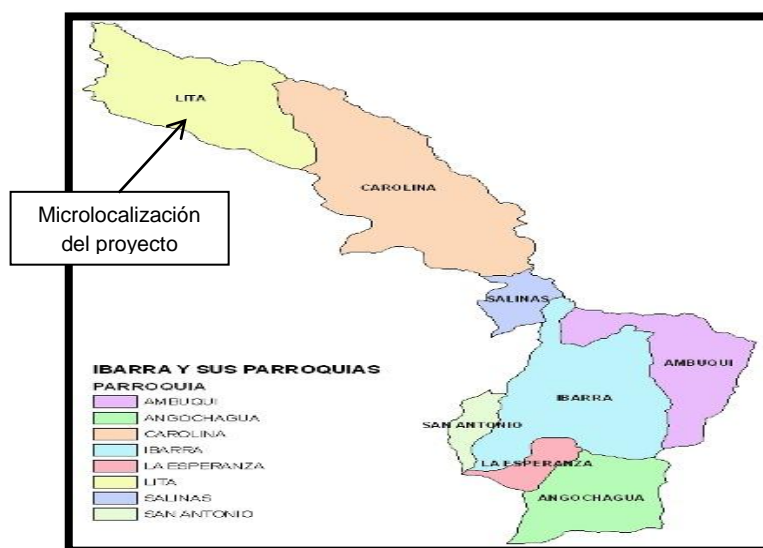 LITA
CAROLINA
Microlocalización
del proyecto
SALINAS
AMBUQUI
IBARRA
SAN ANTONIO
LA ESPERANZA
ANGOCHAGUA
IBARRA Y SUS PARROQUIAS
PARROQUIA
AMBUQUI
ANGOCHAGUA
CAROLINA
IBARRA
LA ESPERANZA
LITA
SALINAS
SAN ANTONIO